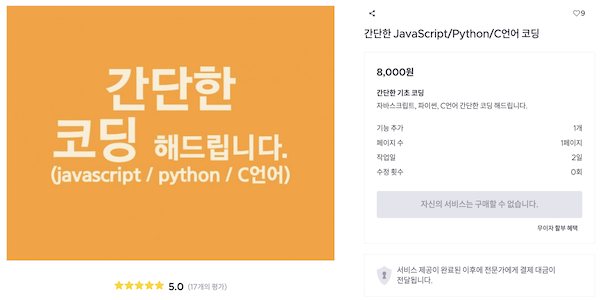 간단한
코딩 해드립니다.
(javascript / python / C언어)
5.0 (17개의 평가)
9
간단한 JavaScript/Python/C언어 코딩
8,000원
간단한 기초 코딩
자바스크립트, 파이썬, C언어 간단한 코딩 해드립니다.
기능 추가 1개
페이지 수 1페이지
작업일 2일
수정 횟수 0회
자신의 서비스는 구매할 수 없습니다.
무이자 할부 혜택
서비스 제공이 완료된 이후에 전문가에게 결제 대금이
전달됩니다.